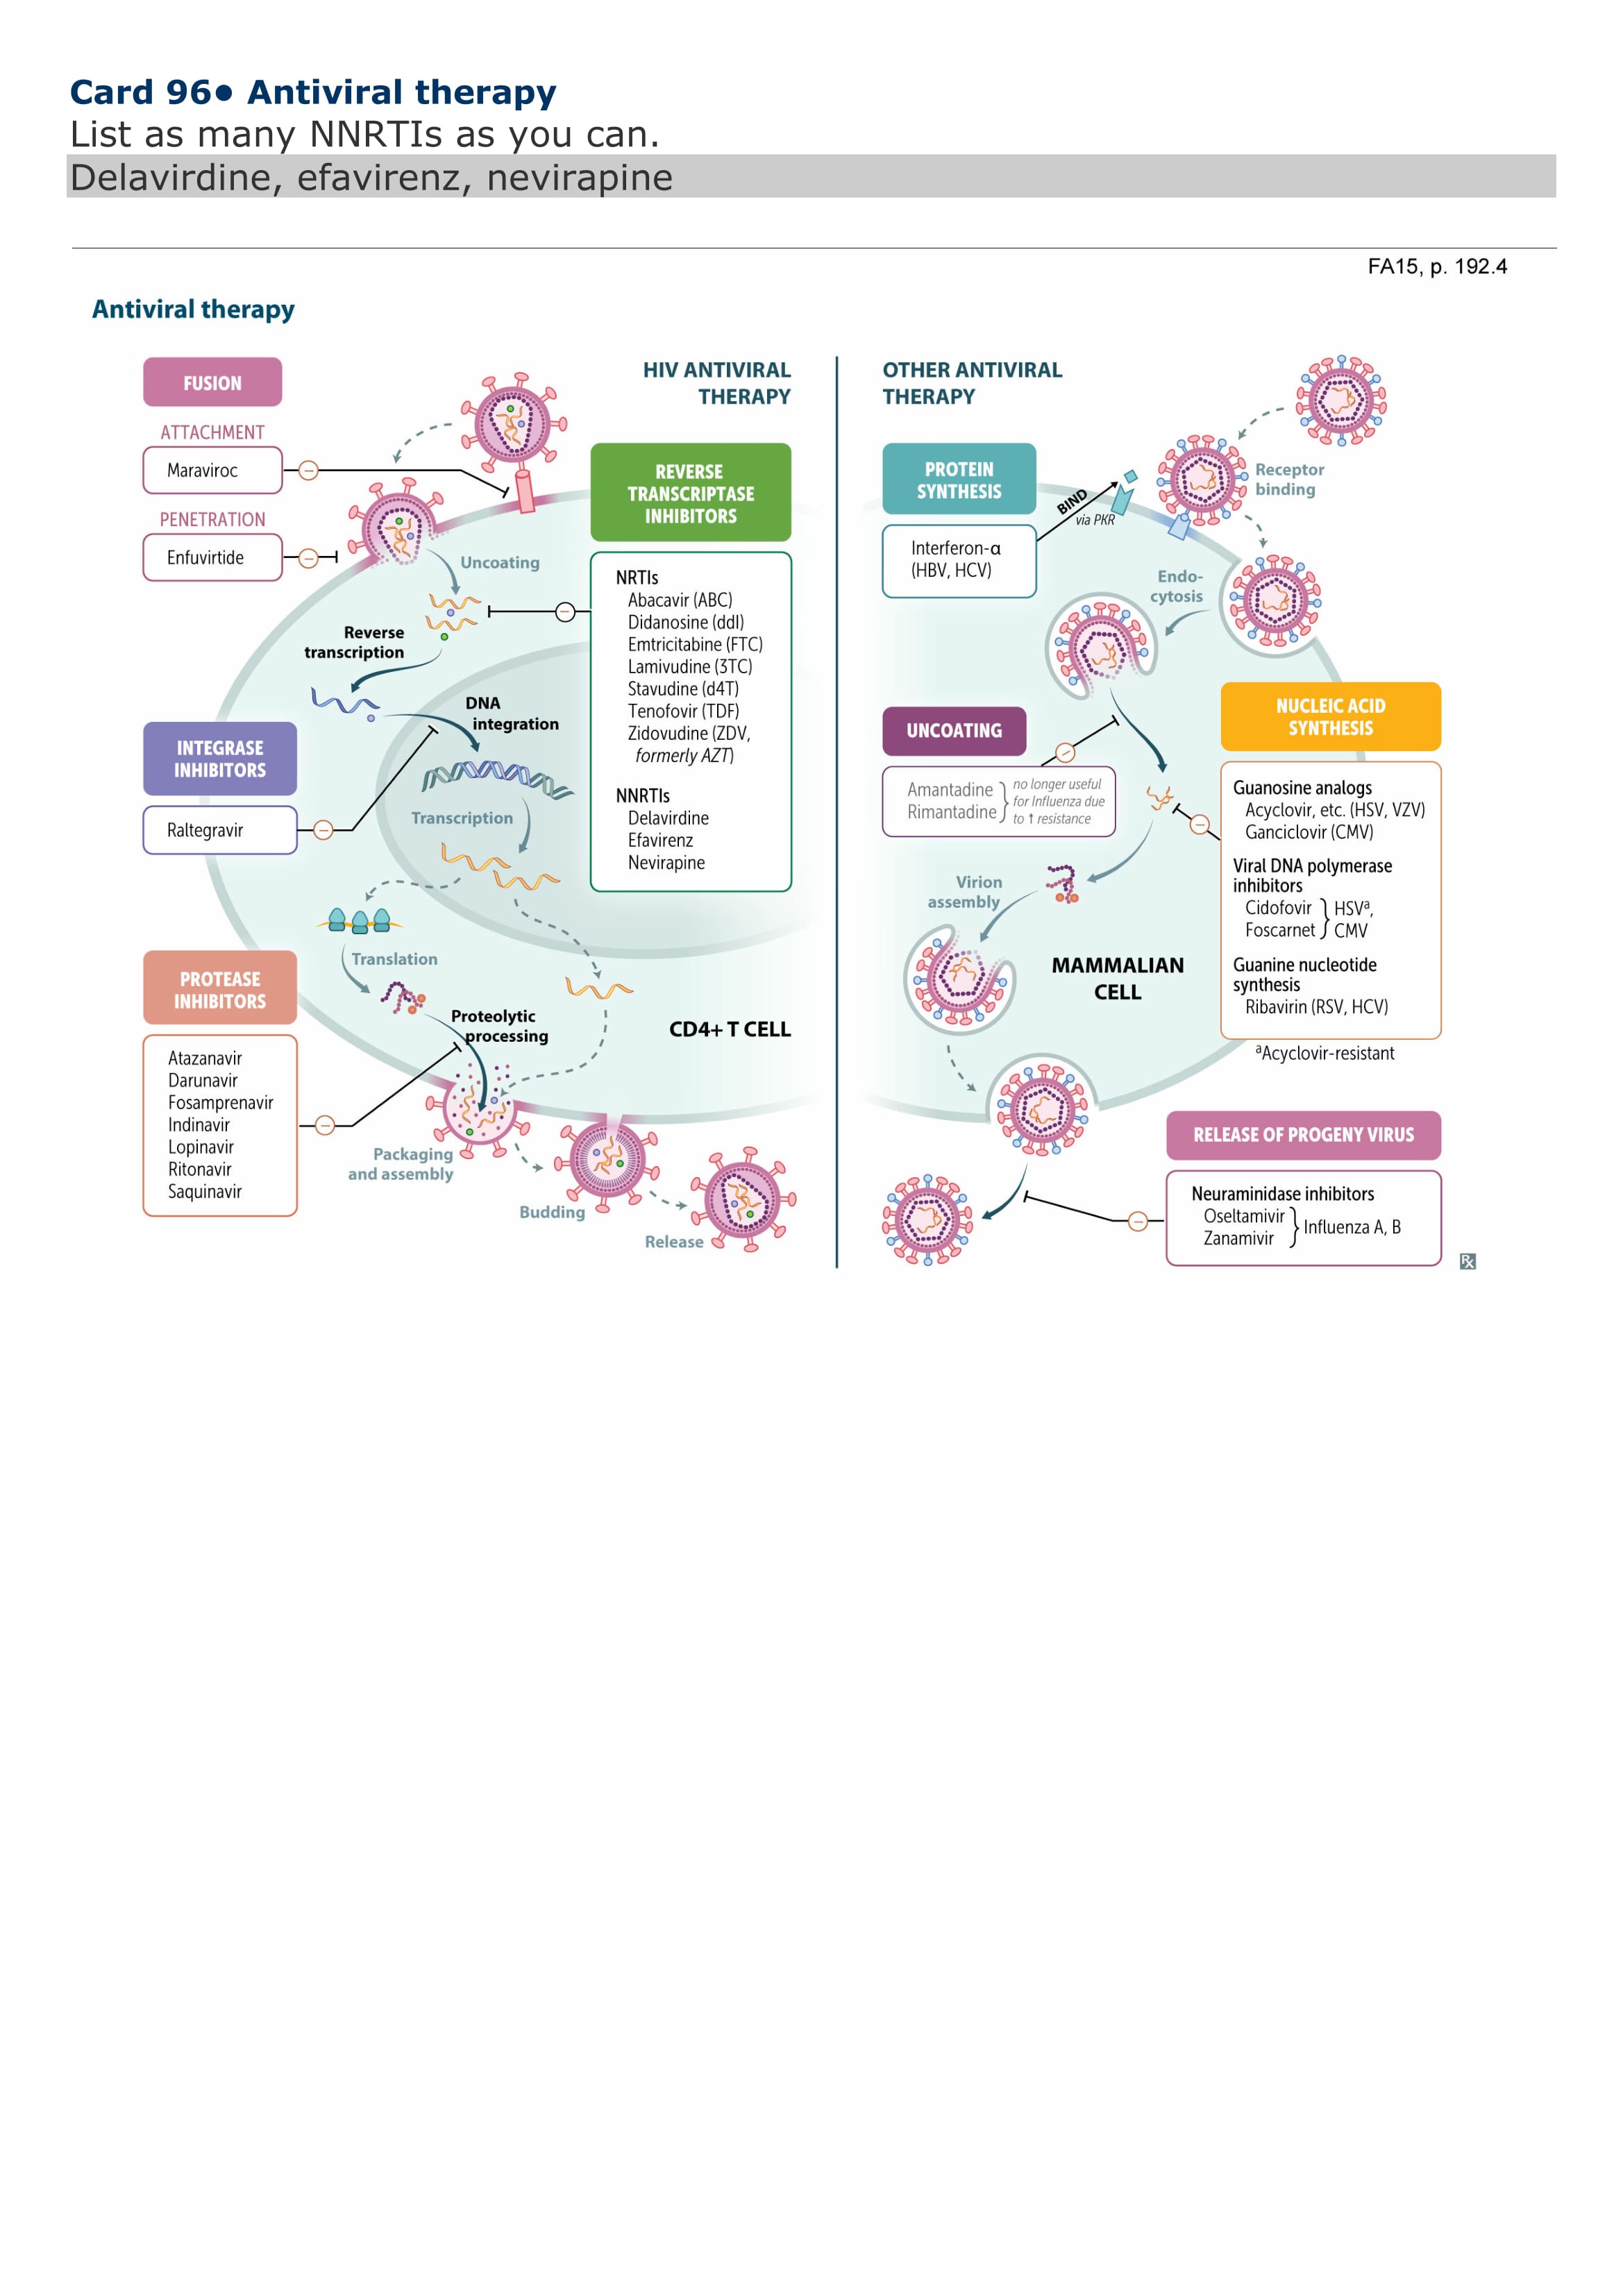 Card 96● Antiviral therapy
List as many NNRTIs as you can.
Delavirdine, efavirenz, nevirapine
FA15, p. 192.4
Antiviral therapy
HIV ANTIVIRAL
THERAPY
FUSION
ATTACHMENT
Maraviroc
PENETRATION
Enfuvirtide
REVERSE
TRANSCRIPTASE
INHIBITORS
NRTIs
Abacavir (ABC)
Didanosine (ddI)
Emtricitabine (FTC)
Lamivudine (3TC)
Stavudine (d4T)
Tenofovir (TDF)
Zidovudine (ZDV,
formerly AZT)
NNRTIs
Delavirdine
Efavirenz
Nevirapine
Uncoating
Reverse
transcription
DNA
integration
INTEGRASE
INHIBITORS
Raltegravir
Transcription
Translation
PROTEASE
INHIBITORS
Atazanavir
Darunavir
Fosamprenavir
Indinavir
Lopinavir
Ritonavir
Saquinavir
Proteolytic
processing
CD4+ T CELL
Packaging
and assembly
Budding
Release
OTHER ANTIVIRAL
THERAPY
PROTEIN
SYNTHESIS
Interferon-α
(HBV, HCV)
BIND
via PKR
Receptor
binding
Endo-
cytosis
UNCOATING
Amantadine
Rimantadine
no longer useful
for Influenza due
to ↑ resistance
NUCLEIC ACID
SYNTHESIS
Guanosine analogs
Acyclovir, etc. (HSV, VZV)
Ganciclovir (CMV)
Viral DNA polymerase
inhibitors
Cidofovir } HSVᵃ,
Foscarnet } CMV
Guanine nucleotide
synthesis
Ribavirin (RSV, HCV)
ᵃAcyclovir-resistant
Virion
assembly
MAMMALIAN
CELL
RELEASE OF PROGENY VIRUS
Neuraminidase inhibitors
Oseltamivir
Zanamivir
Influenza A, B
Rx